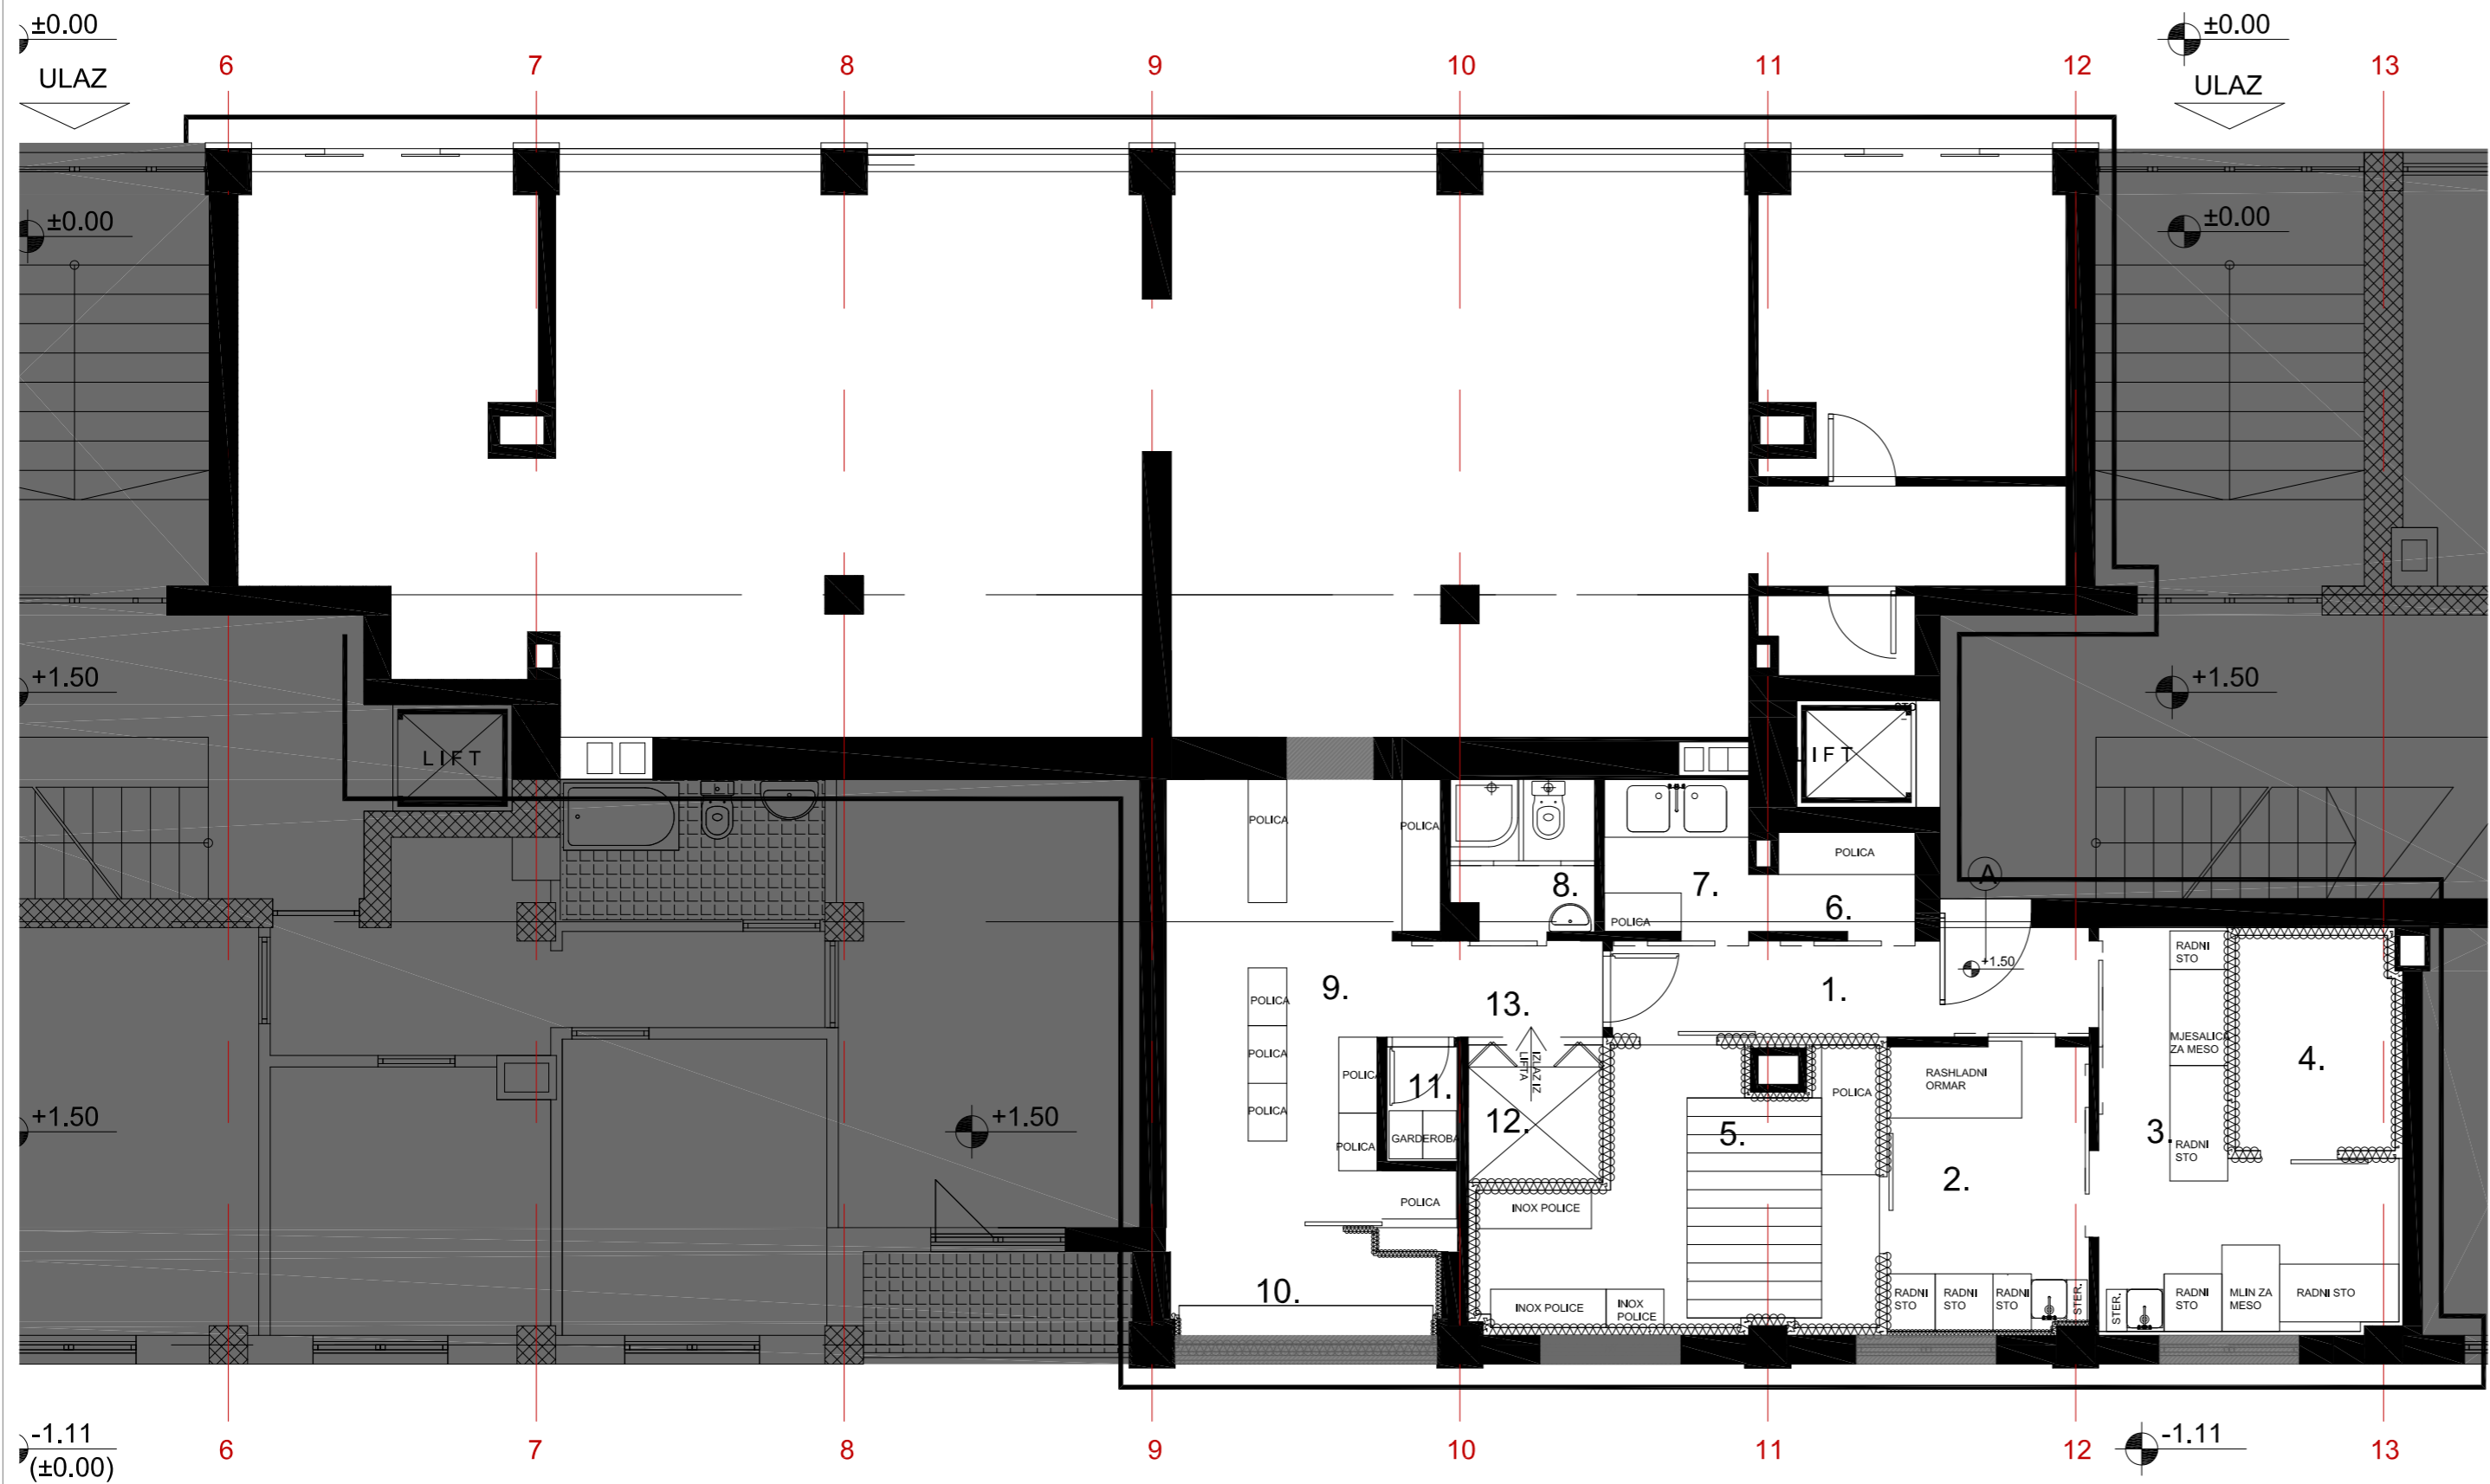 ±0.00
±0.00
ULAZ
6
7
8
9
10
11
12
ULAZ
13
±0.00
±0.00
+1.50
+1.50
STO
LIFT
LIFT
POLICA
POLICA
POLICA
A
8.
7.
6.
POLICA
RADNI
STO
+1.50
9.
13.
1.
POLICA
MJESALICA
ZA MESO
POLICA
IZLAZ IZ
LIFTA
4.
POLICA
11.
RASHLADNI
ORMAR
POLICA
+1.50
+1.50
POLICA
12.
5.
3.
GARDEROBA
POLICA
RADNI
STO
2.
POLICA
INOX POLICE
10.
RADNI
STO
RADNI
STO
RADNI
STO
STER.
STER.
RADNI
STO
MLIN ZA
MESO
RADNI STO
INOX POLICE
INOX
POLICE
-1.11
(±0.00)
6
7
8
9
10
11
12
-1.11
13